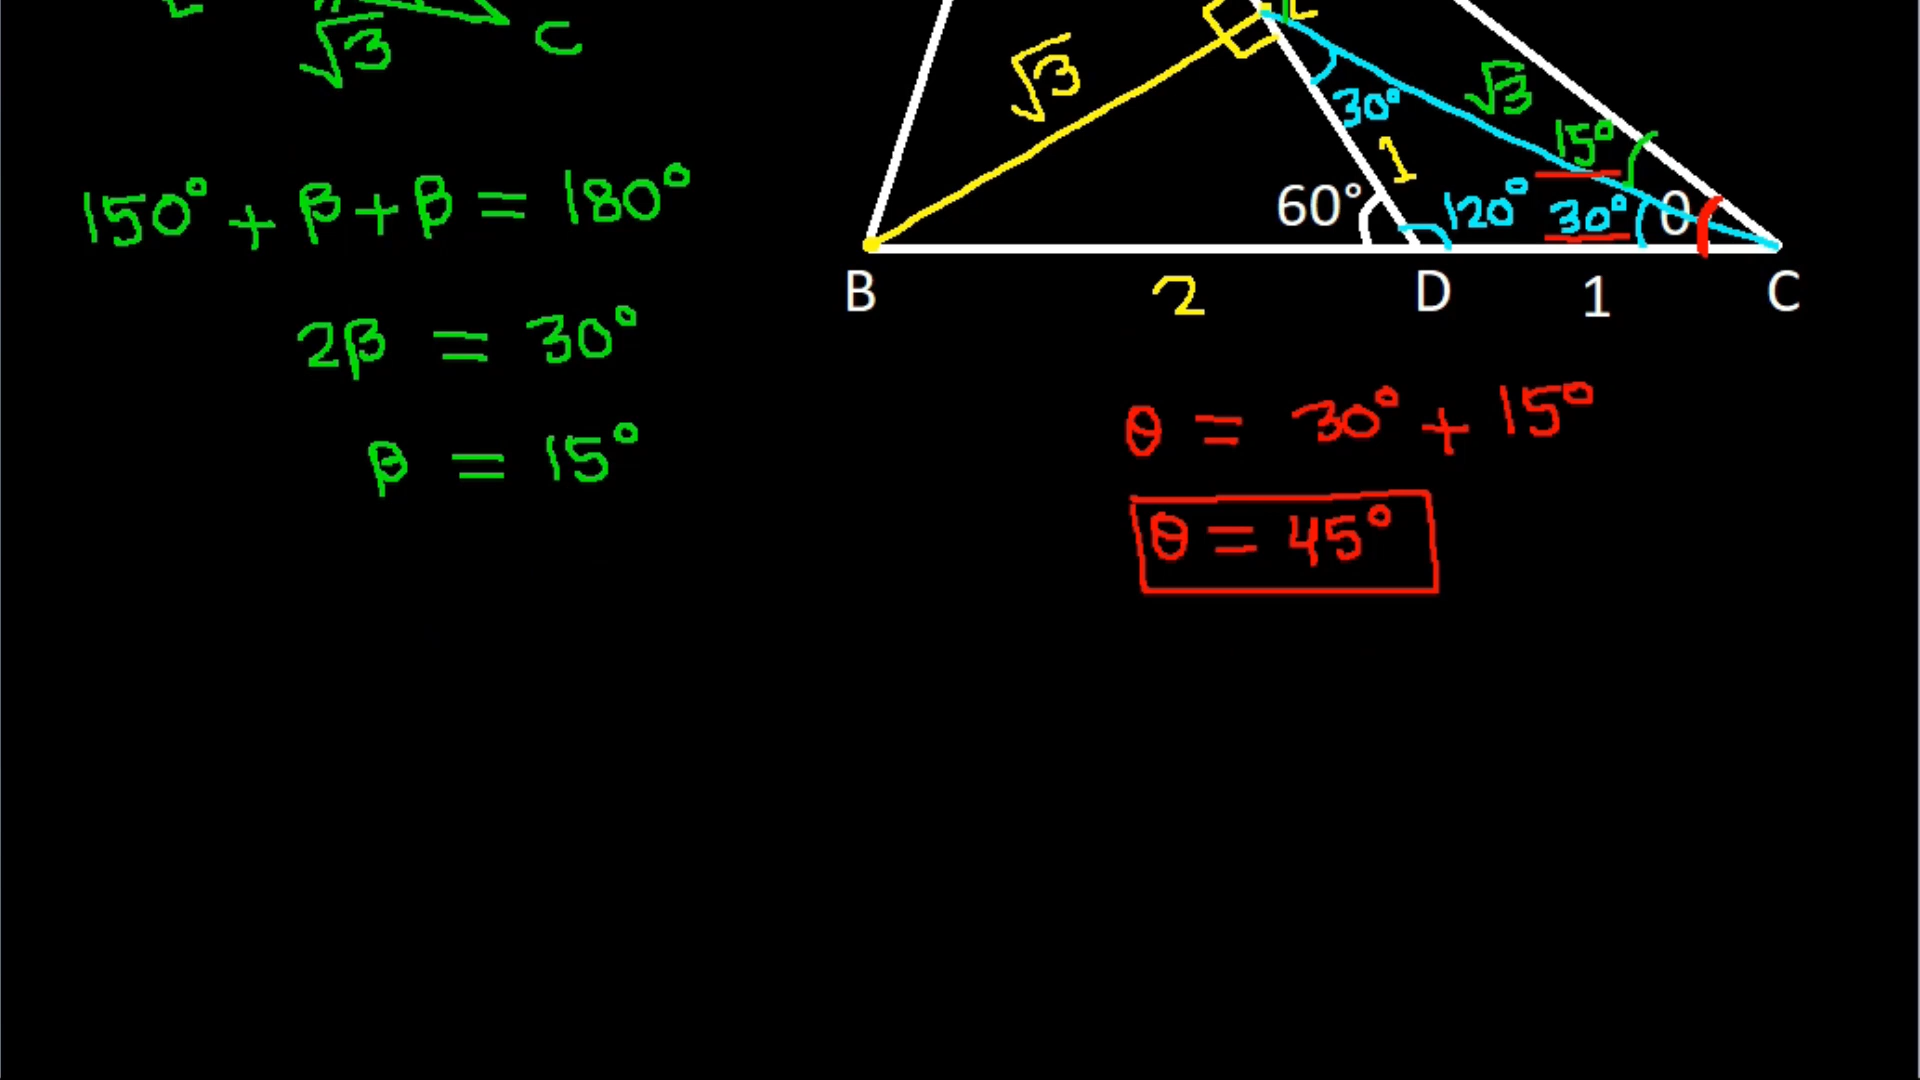 √3
C
150° + β + β = 180°
2β = 30°
β = 15°
√3
30°
√3
15°
1
60°
120°
30°
θ
B
2
D
1
C
θ = 30° + 15°
θ = 45°